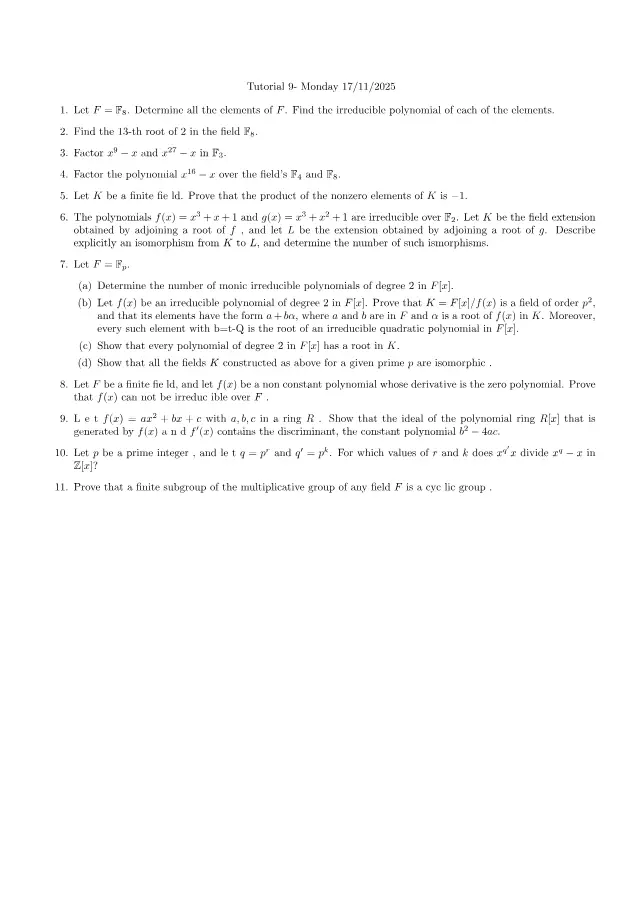 Tutorial 9- Monday 17/11/2025
1. Let F = 𝔽₈. Determine all the elements of F. Find the irreducible polynomial of each of the elements.
2. Find the 13-th root of 2 in the field 𝔽₈.
3. Factor x⁹ − x and x²⁷ − x in 𝔽₃.
4. Factor the polynomial x¹⁶ − x over the field's 𝔽₄ and 𝔽₈.
5. Let K be a finite fie ld. Prove that the product of the nonzero elements of K is −1.
6. The polynomials f(x) = x³ + x + 1 and g(x) = x³ + x² + 1 are irreducible over 𝔽₂. Let K be the field extension
obtained by adjoining a root of f , and let L be the extension obtained by adjoining a root of g. Describe
explicitly an isomorphism from K to L, and determine the number of such ismorphisms.
7. Let F = 𝔽ₚ.
(a) Determine the number of monic irreducible polynomials of degree 2 in F[x].
(b) Let f(x) be an irreducible polynomial of degree 2 in F[x]. Prove that K = F[x]/f(x) is a field of order p²,
and that its elements have the form a + bα, where a and b are in F and α is a root of f(x) in K. Moreover,
every such element with b=t-Q is the root of an irreducible quadratic polynomial in F[x].
(c) Show that every polynomial of degree 2 in F[x] has a root in K.
(d) Show that all the fields K constructed as above for a given prime p are isomorphic .
8. Let F be a finite fie ld, and let f(x) be a non constant polynomial whose derivative is the zero polynomial. Prove
that f(x) can not be irreduc ible over F .
9. L e t f(x) = ax² + bx + c with a, b, c in a ring R . Show that the ideal of the polynomial ring R[x] that is
generated by f(x) a n d f′(x) contains the discriminant, the constant polynomial b² − 4ac.
10. Let p be a prime integer , and le t q = pʳ and q′ = pᵏ. For which values of r and k does x^{q′} x divide x^q − x in
ℤ[x]?
11. Prove that a finite subgroup of the multiplicative group of any field F is a cyc lic group .